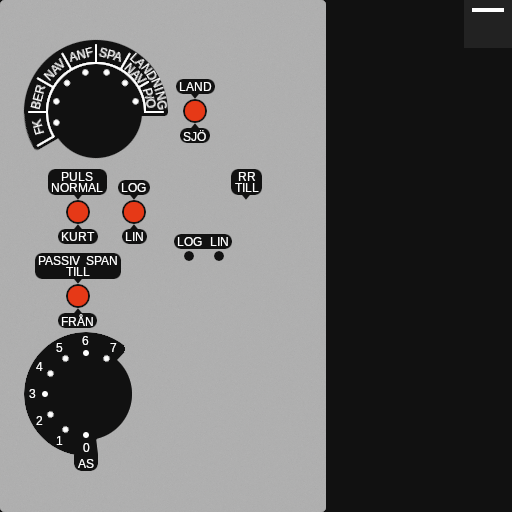 FK
BER
NAV
ANF
SPA
LANDNING
NAV
P/O
LAND
SJÖ
PULS
NORMAL
KURT
LOG
LIN
RR
TILL
LOG LIN
PASSIV SPAN
TILL
FRÅN
7
6
5
4
3
2
1
0
AS